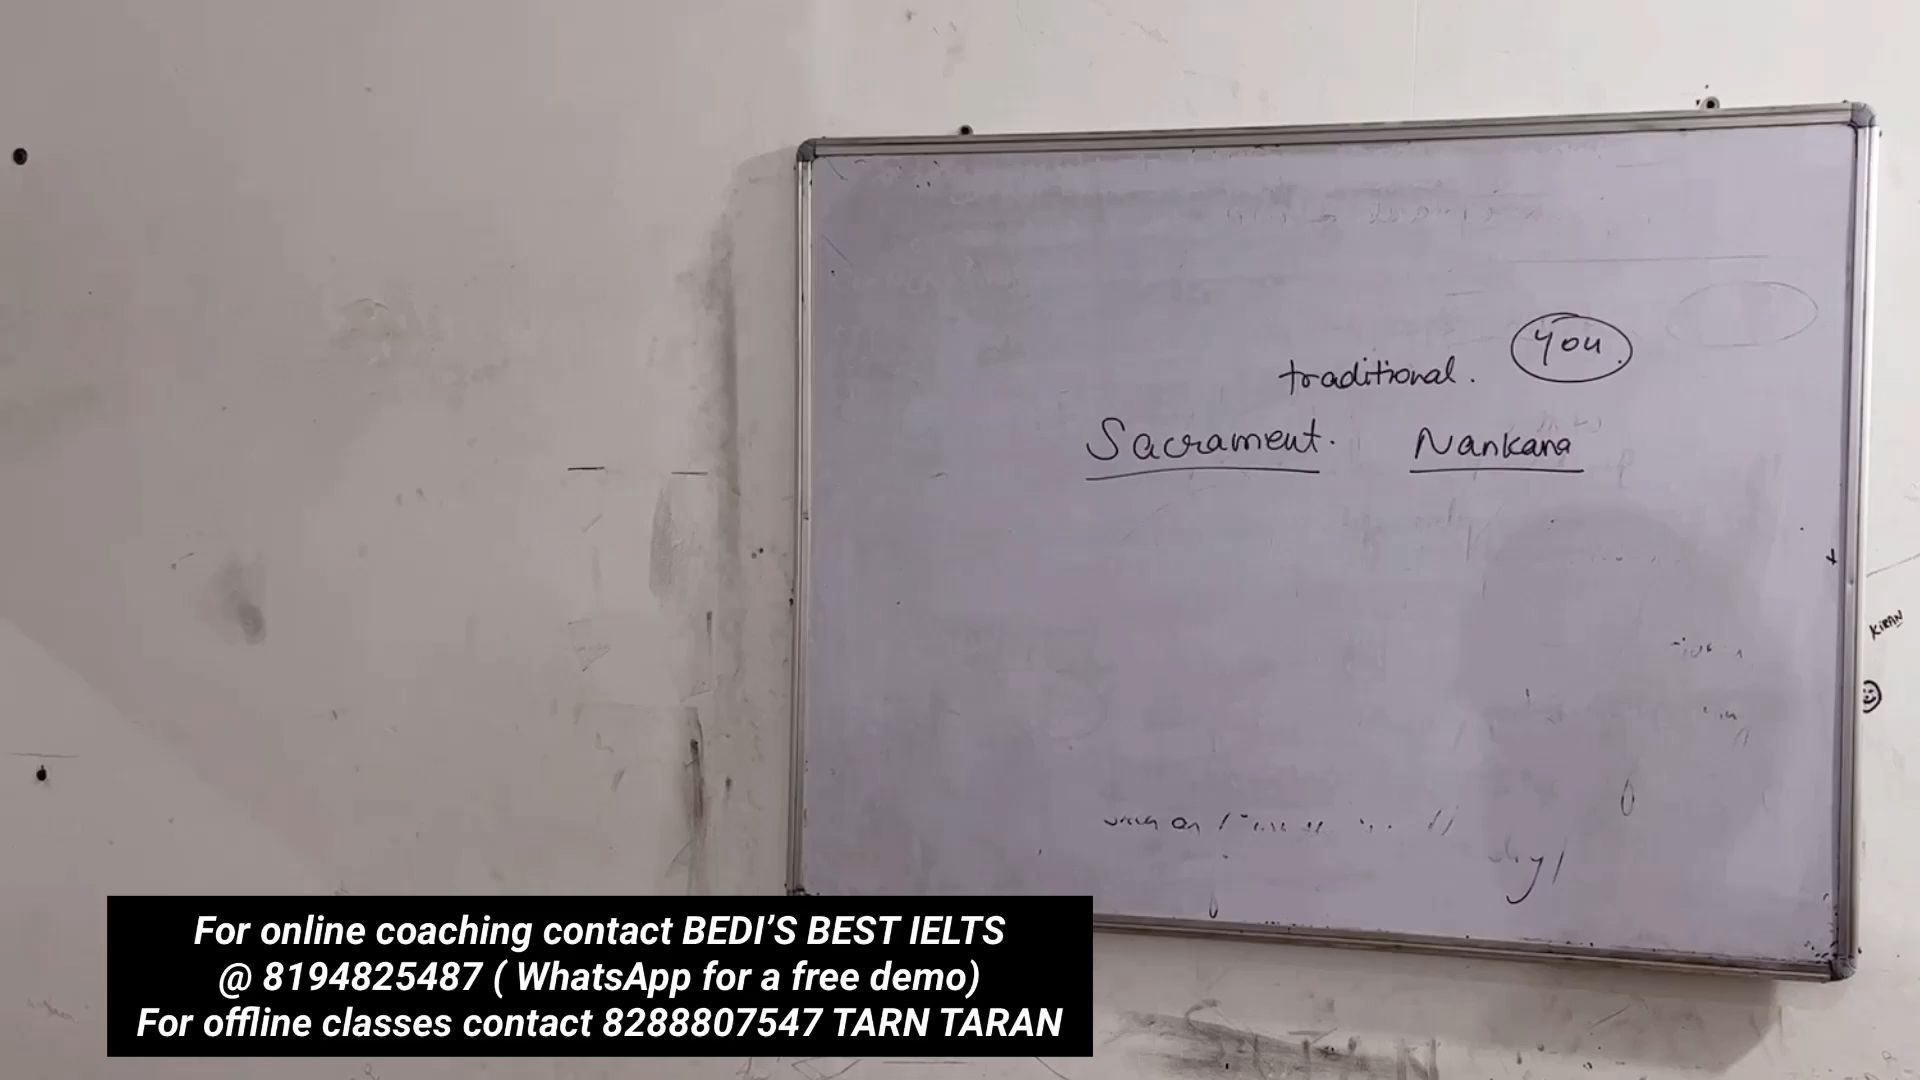 you.
traditional.
Sacrament. Nankana
KIRAN
For online coaching contact BEDI’S BEST IELTS
@ 8194825487 ( WhatsApp for a free demo)
For offline classes contact 8288807547 TARN TARAN